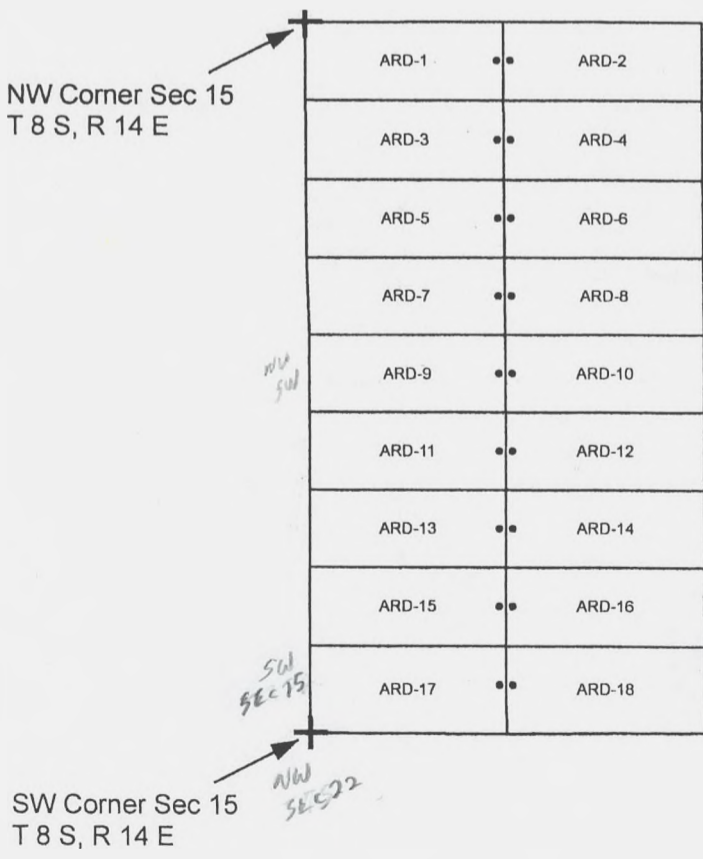 NW Corner Sec 15
T 8 S, R 14 E
ARD-1
ARD-2
ARD-3
ARD-4
ARD-5
ARD-6
ARD-7
ARD-8
NW
SW
ARD-9
ARD-10
ARD-11
ARD-12
ARD-13
ARD-14
ARD-15
ARD-16
SW
SEC 15
ARD-17
ARD-18
NW
SEC 22
SW Corner Sec 15
T 8 S, R 14 E